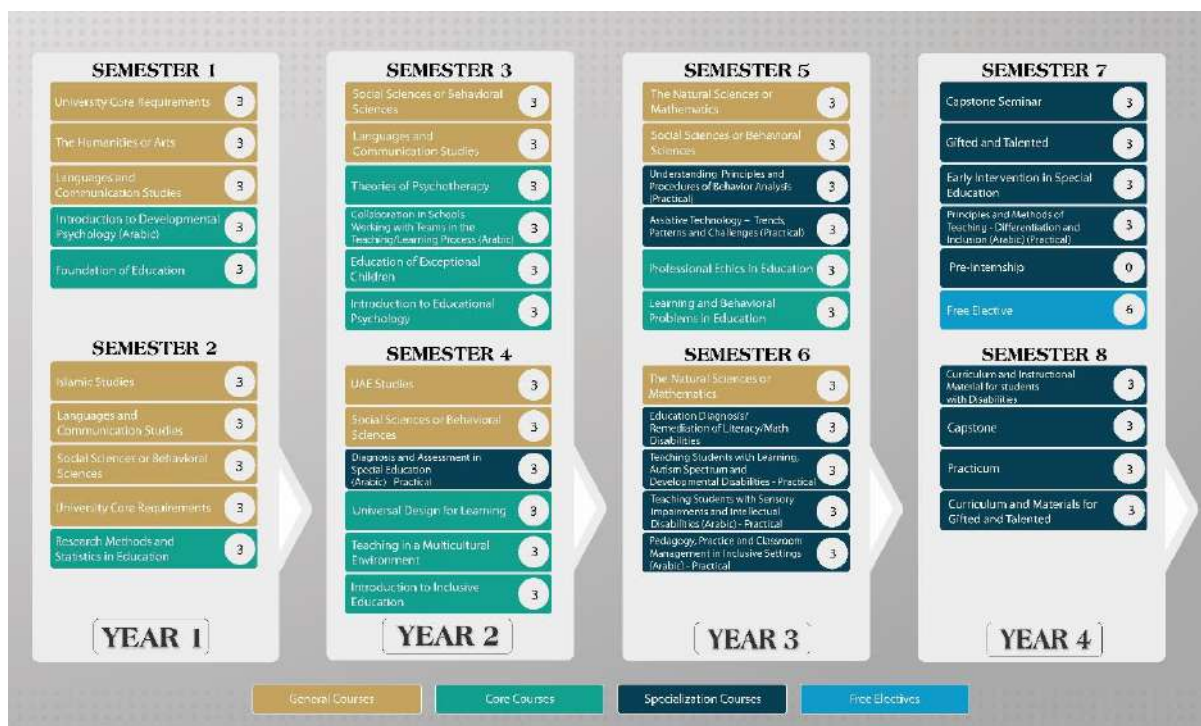 SEMESTER 1
University Core Requirements 3
The Humanities or Arts 3
Languages and
Communication Studies 3
Introduction to Developmental
Psychology (Arabic) 3
Foundation of Education 3
SEMESTER 2
Islamic Studies 3
Languages and
Communication Studies 3
Social Sciences or Behavioral
Sciences 3
University Core Requirements 3
Research Methods and
Statistics in Education 3
YEAR 1
SEMESTER 3
Social Sciences or Behavioral
Sciences 3
Languages and
Communication Studies 3
Theories of Psychotherapy 3
Collaboration in Schools
Working with Teams in the
Teaching/Learning Process (Arabic) 3
Education of Exceptional
Children 3
Introduction to Educational
Psychology 3
SEMESTER 4
UAE Studies 3
Social Sciences or Behavioral
Sciences 3
Diagnosis and Assessment in
Special Education
(Arabic) - Practical 3
Universal Design for Learning 3
Teaching in a Multicultural
Environment 3
Introduction to Inclusive
Education 3
YEAR 2
SEMESTER 5
The Natural Sciences or
Mathematics 3
Social Sciences or Behavioral
Sciences 3
Understanding Principles and
Procedures of Behavior Analysis
(Practical) 3
Assistive Technology – Trends,
Patterns and Challenges (Practical) 3
Professional Ethics in Education 3
Learning and Behavioral
Problems in Education 3
SEMESTER 6
The Natural Sciences or
Mathematics 3
Education Diagnosis/
Remediation of Literacy/Math
Disabilities 3
Teaching Students with Learning,
Autism Spectrum and
Developmental Disabilities - Practical 3
Teaching Students with Sensory
Impairments and Intellectual
Disabilities (Arabic) - Practical 3
Pedagogy, Practice and Classroom
Management in Inclusive Settings
(Arabic) - Practical 3
YEAR 3
SEMESTER 7
Capstone Seminar 3
Gifted and Talented 3
Early Intervention in Special
Education 3
Principles and Methods of
Teaching - Differentiation and
Inclusion (Arabic) (Practical) 3
Pre-Internship 0
Free Elective 6
SEMESTER 8
Curriculum and Instructional
Material for students
with Disabilities 3
Capstone 3
Practicum 3
Curriculum and Materials for
Gifted and Talented 3
YEAR 4
General Courses
Core Courses
Specialization Courses
Free Electives